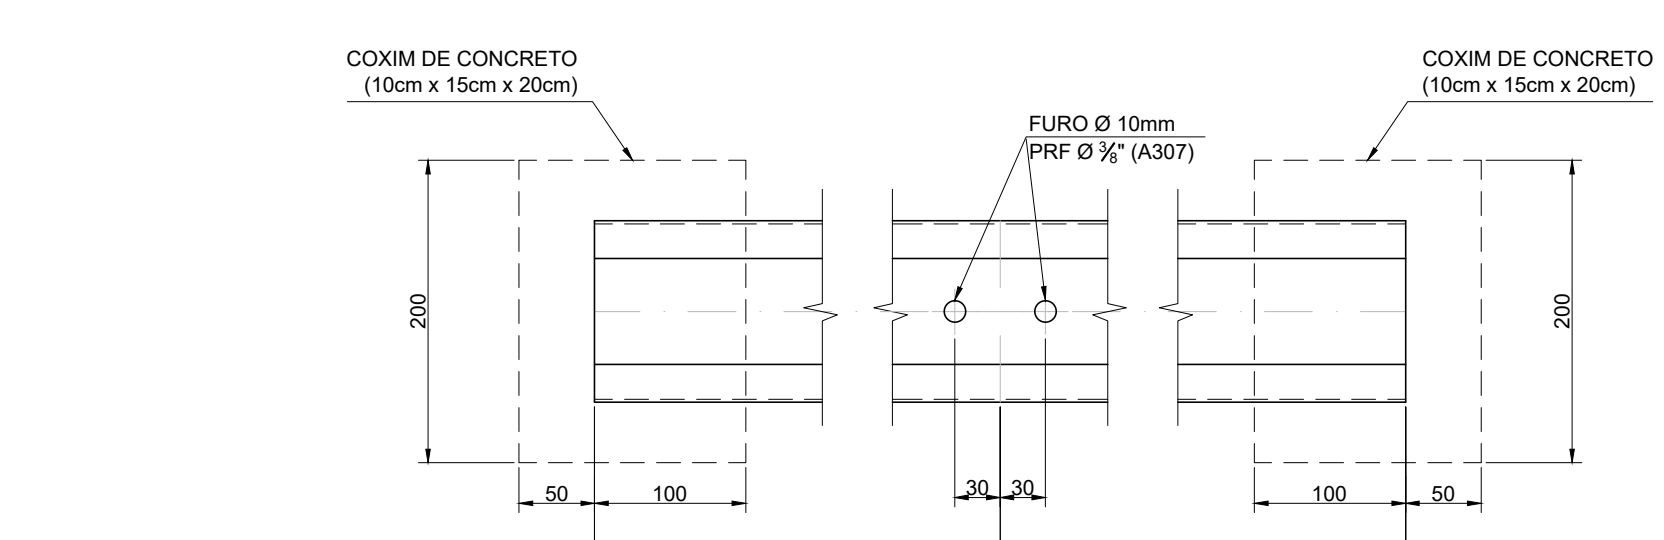 COXIM DE CONCRETO
(10cm x 15cm x 20cm)
COXIM DE CONCRETO
(10cm x 15cm x 20cm)
FURO Ø 10mm
PRF Ø ⅜" (A307)
200
200
50
100
30
30
100
50